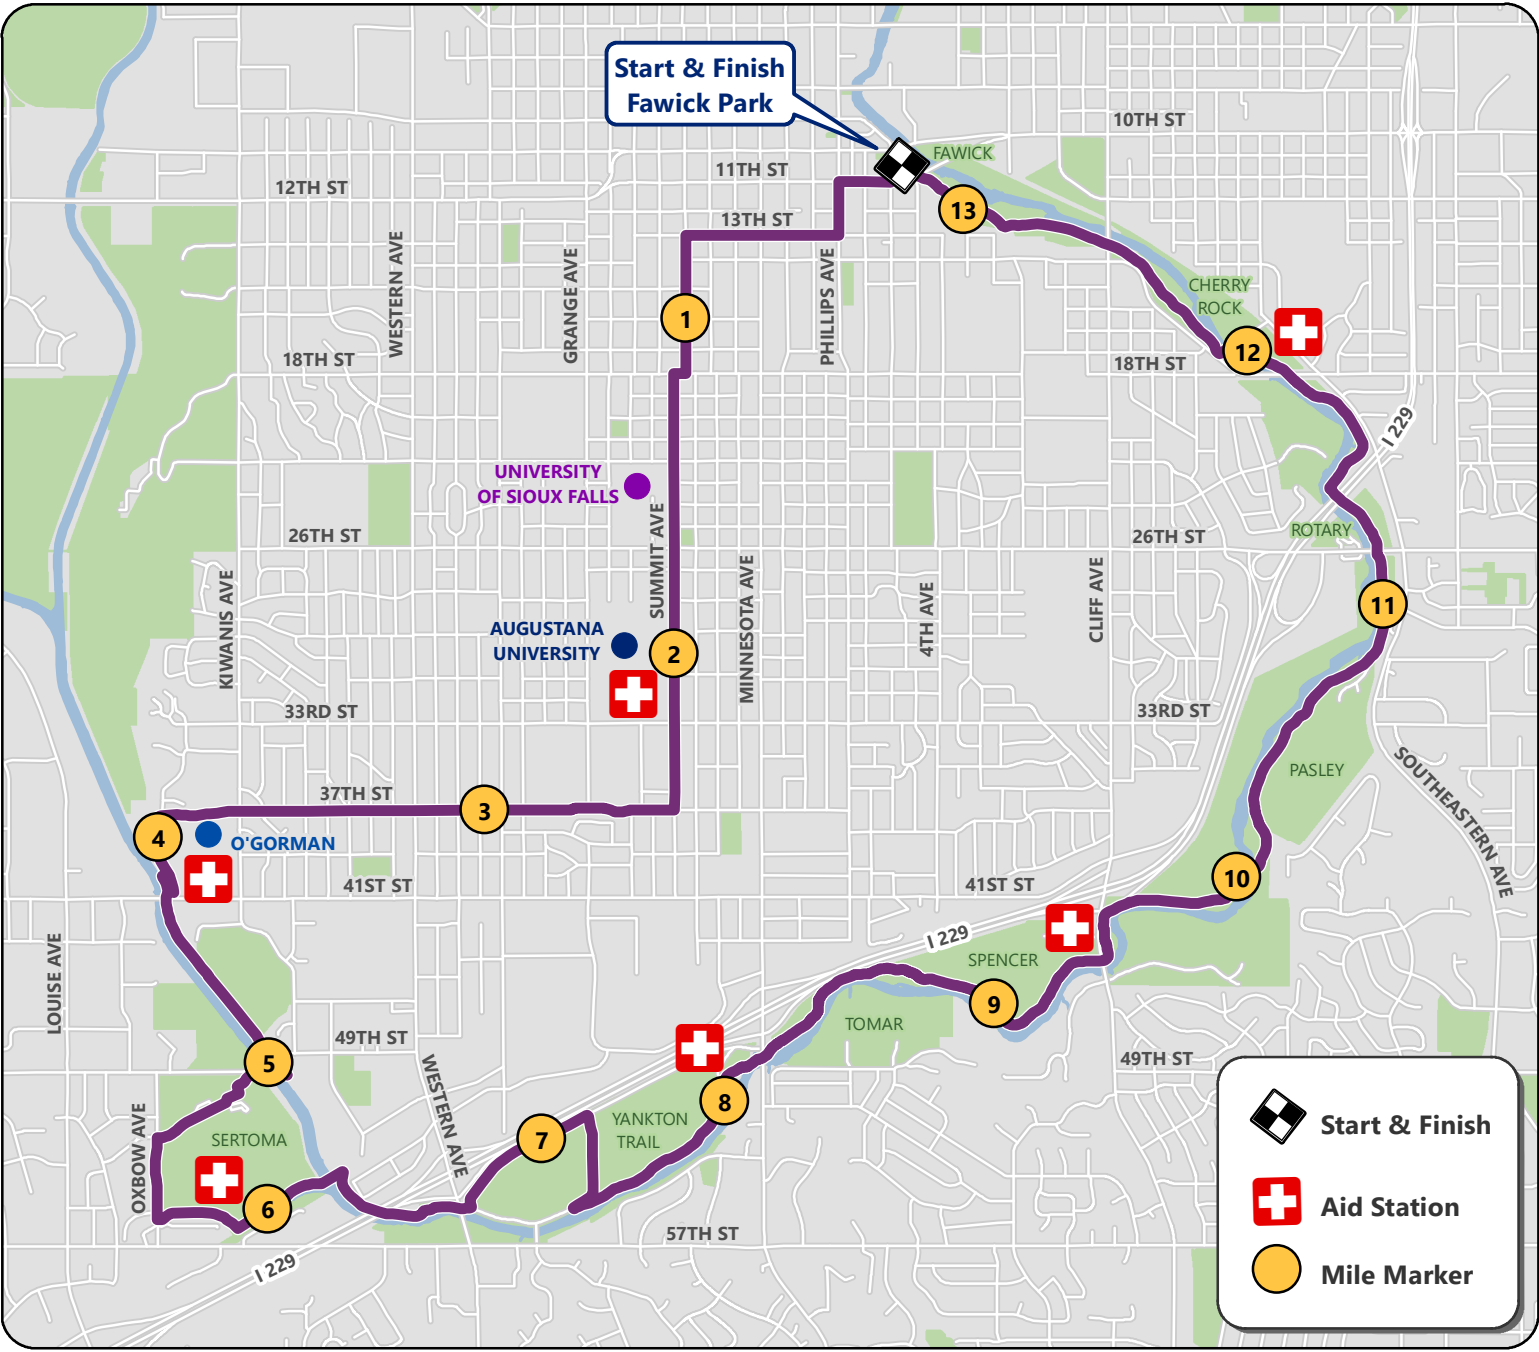 Start & Finish
Fawick Park
10TH ST
FAWICK
11TH ST
12TH ST
13
13TH ST
WESTERN AVE
GRANGE AVE
PHILLIPS AVE
CHERRY
ROCK
1
12
18TH ST
18TH ST
I 229
UNIVERSITY
OF SIOUX FALLS
SUMMIT AVE
26TH ST
26TH ST
ROTARY
KIWANIS AVE
MINNESOTA AVE
4TH AVE
CLIFF AVE
11
AUGUSTANA
UNIVERSITY
2
33RD ST
33RD ST
PASLEY
SOUTHEASTERN AVE
37TH ST
3
4
O'GORMAN
41ST ST
41ST ST
10
LOUISE AVE
I 229
SPENCER
9
TOMAR
49TH ST
49TH ST
5
WESTERN AVE
8
OXBOW AVE
SERTOMA
7
YANKTON
TRAIL
6
57TH ST
I 229
Start & Finish
Aid Station
Mile Marker